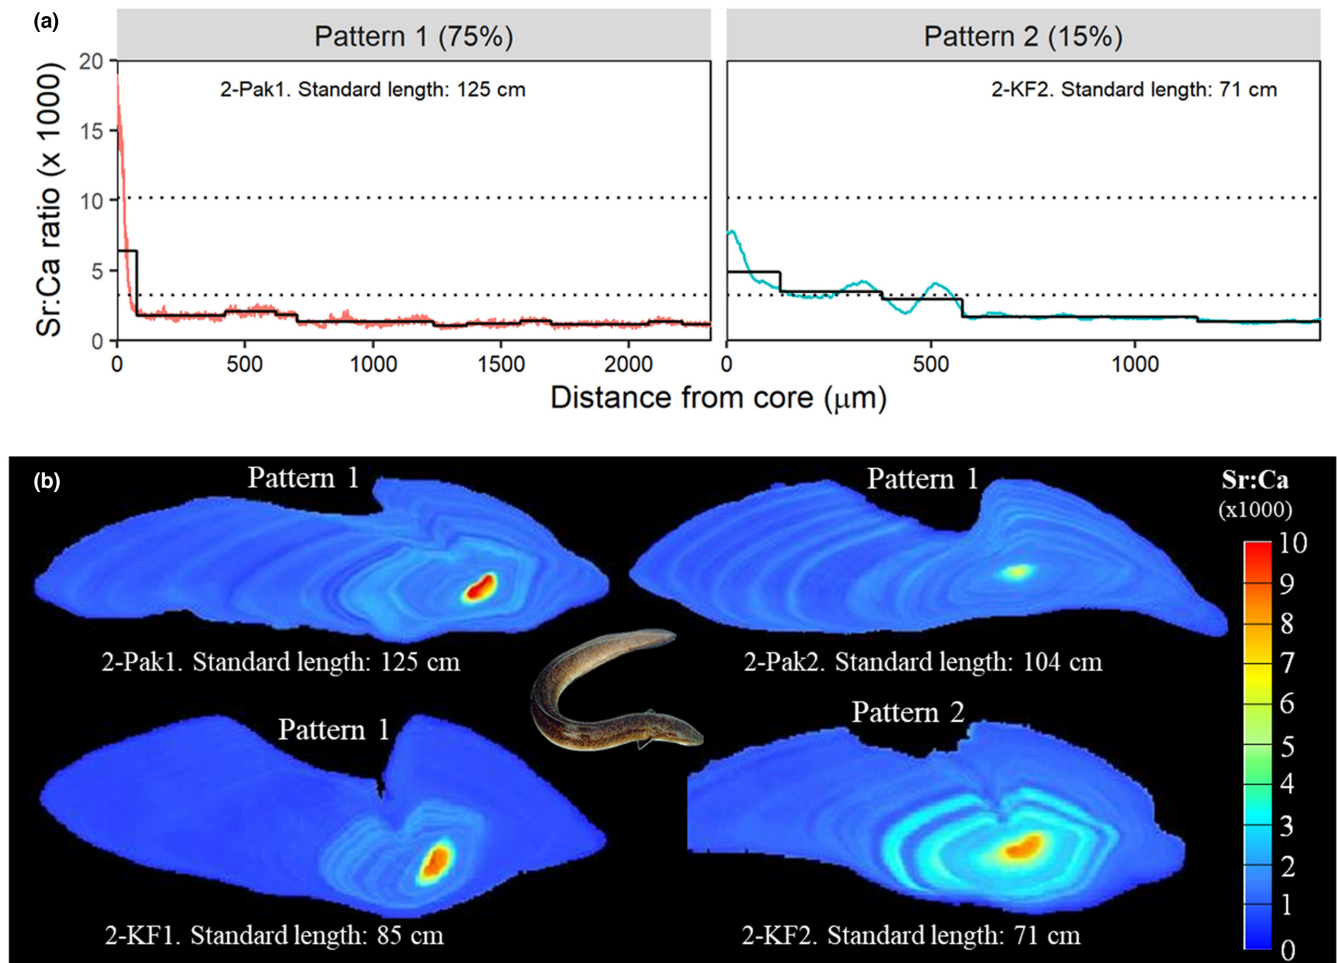 (a)
Pattern 1 (75%)
Pattern 2 (15%)
2-Pak1. Standard length: 125 cm
2-KF2. Standard length: 71 cm
Sr:Ca ratio (x 1000)
20
15
10
5
0
0 500 1000 1500 2000
0 500 1000
Distance from core (µm)
(b)
Pattern 1
Pattern 1
Sr:Ca
(x1000)
10
9
8
7
6
5
4
3
2
1
0
2-Pak1. Standard length: 125 cm
2-Pak2. Standard length: 104 cm
Pattern 1
Pattern 2
2-KF1. Standard length: 85 cm
2-KF2. Standard length: 71 cm